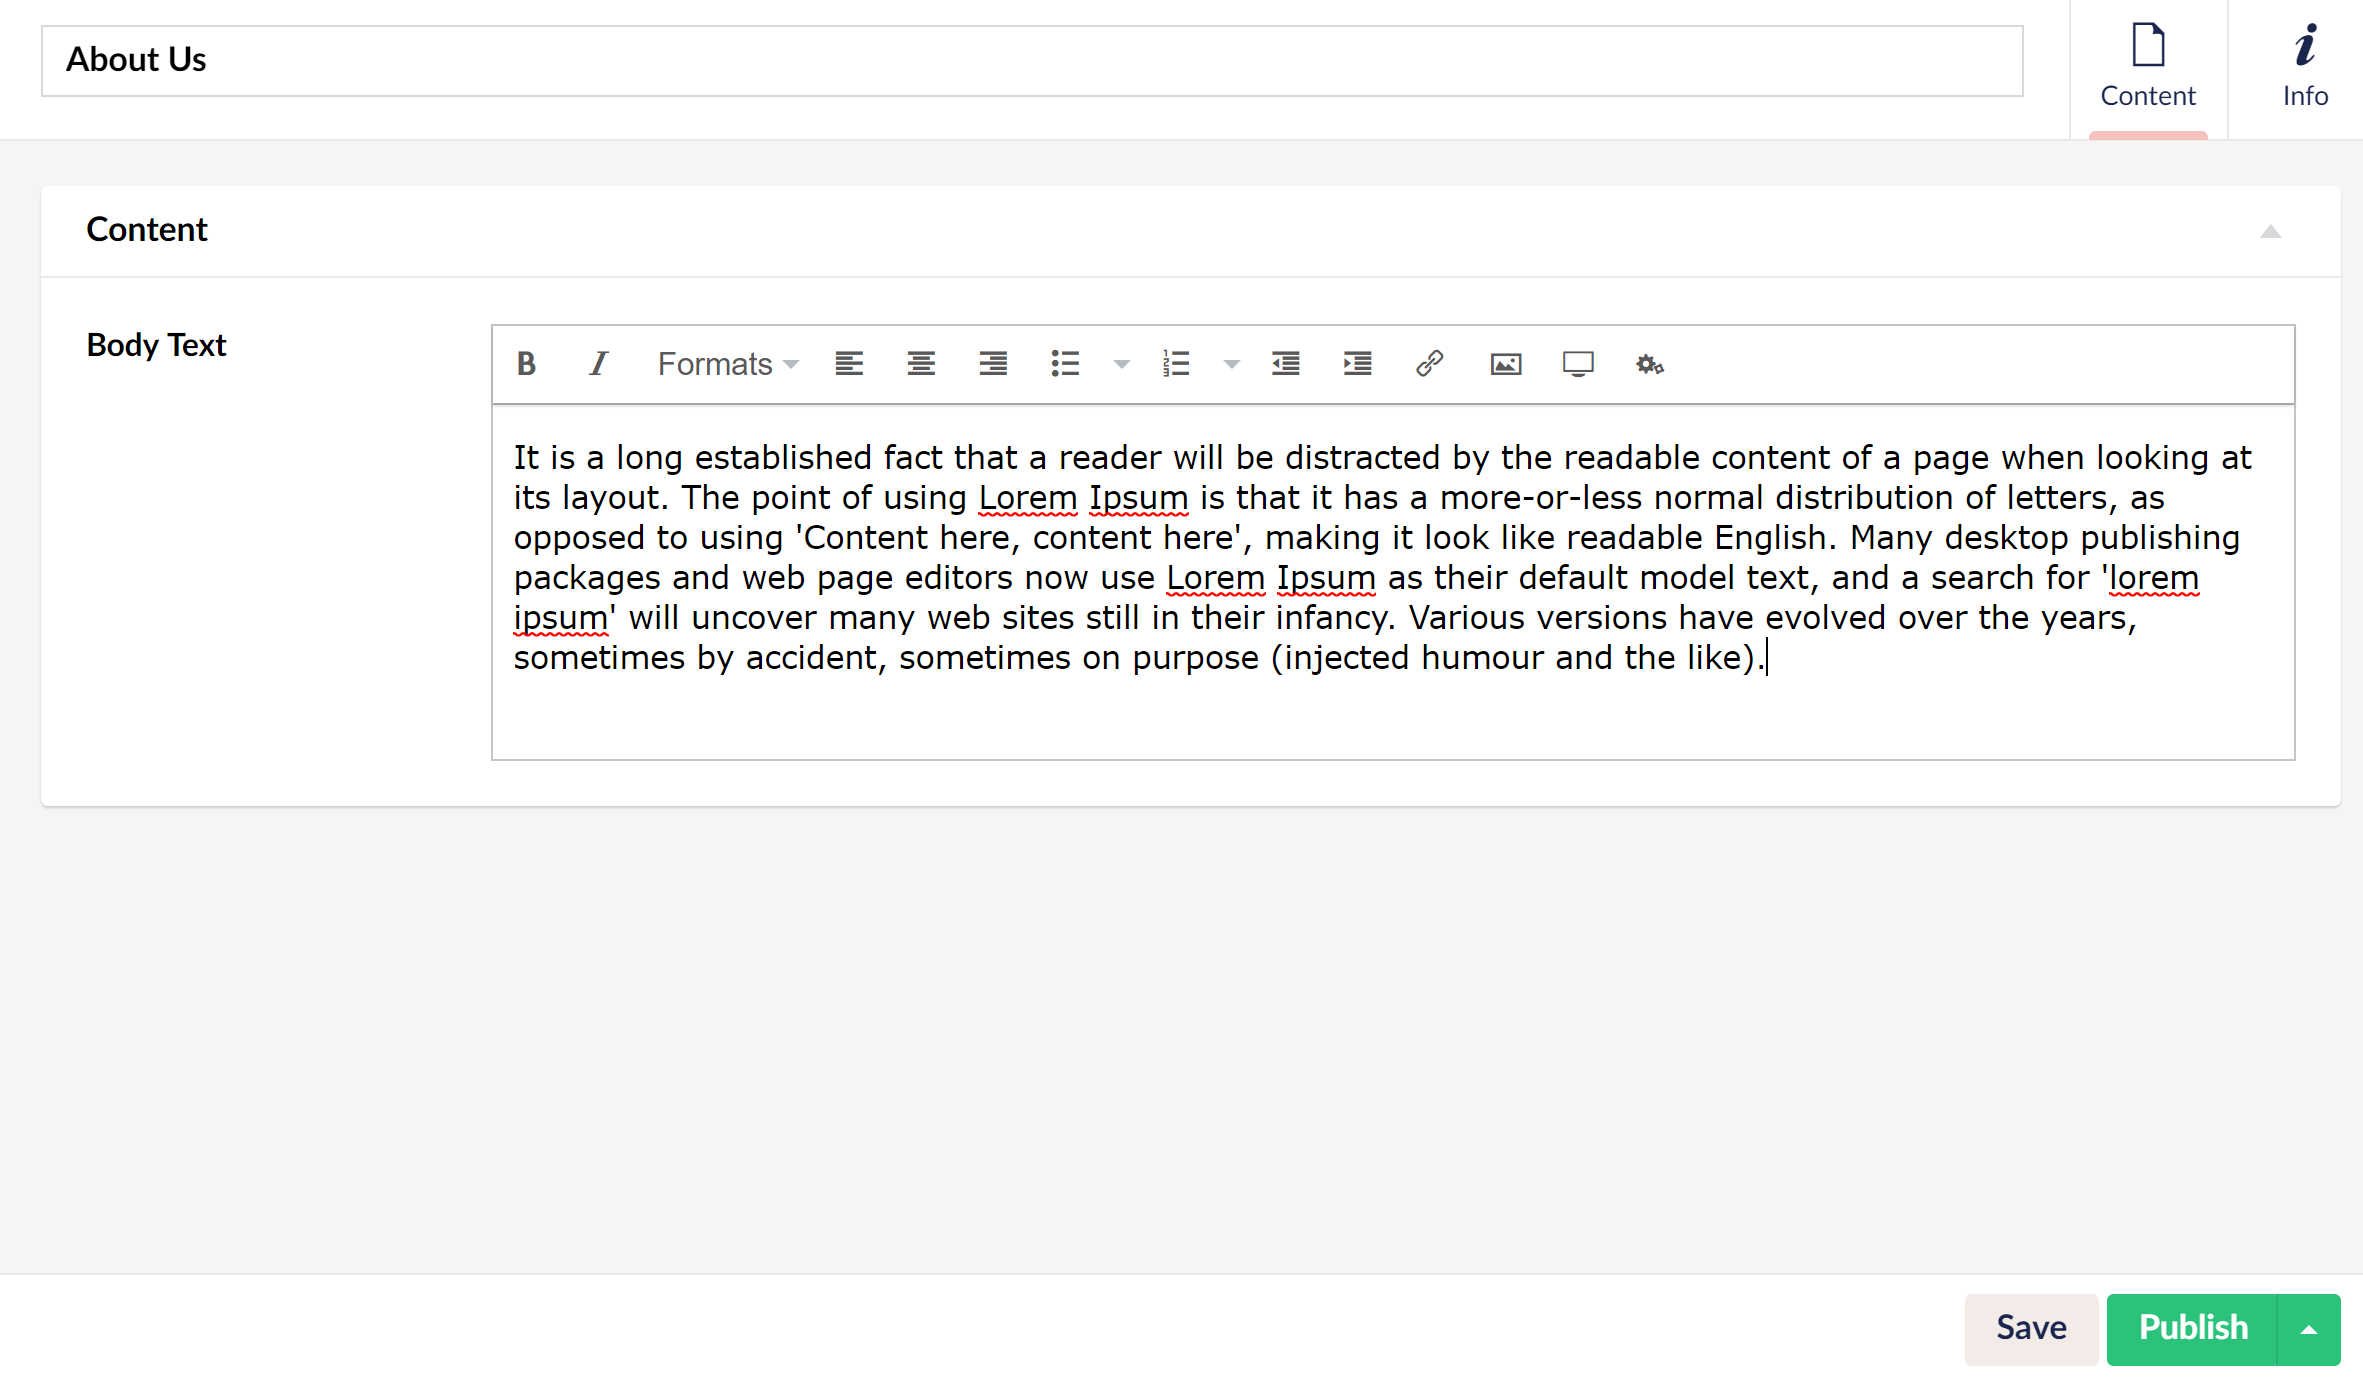 About Us
Content
Info
Content
Body Text
B I Formats
It is a long established fact that a reader will be distracted by the readable content of a page when looking at
its layout. The point of using Lorem Ipsum is that it has a more-or-less normal distribution of letters, as
opposed to using 'Content here, content here', making it look like readable English. Many desktop publishing
packages and web page editors now use Lorem Ipsum as their default model text, and a search for 'lorem
ipsum' will uncover many web sites still in their infancy. Various versions have evolved over the years,
sometimes by accident, sometimes on purpose (injected humour and the like).
Save
Publish